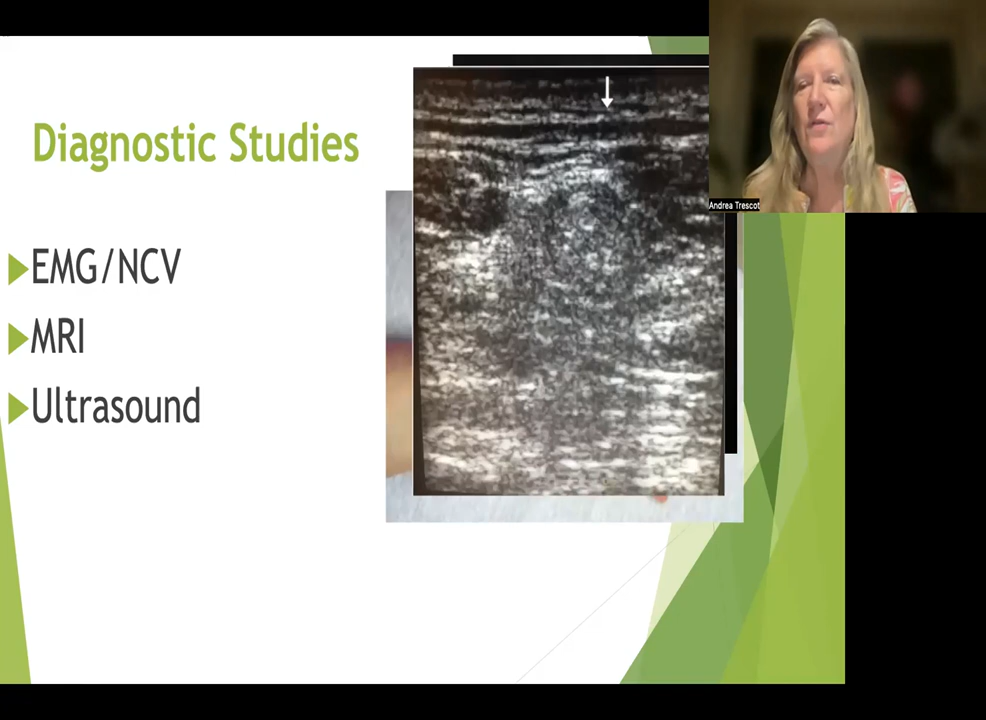 Diagnostic Studies
EMG/NCV
MRI
Ultrasound
Andrea Trescot